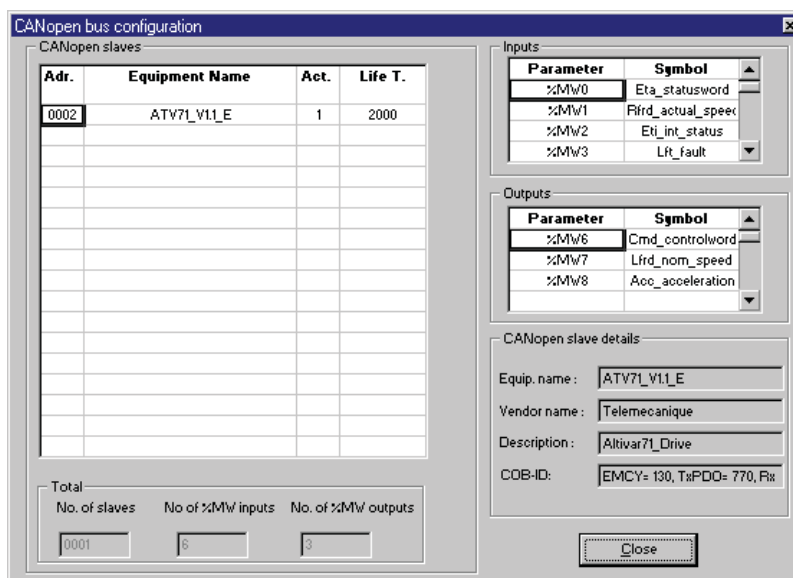 CANopen bus configuration
CANopen slaves
Adr. Equipment Name Act. Life T.
0002 ATV71_V1.1_E 1 2000
Total
No. of slaves No of %MW inputs No. of %MW outputs
0001 6 3
Inputs
Parameter Symbol
%MW0 Eta_statusword
%MW1 Rfrd_actual_speec
%MW2 Eti_int_status
%MW3 Lft_fault
Outputs
Parameter Symbol
%MW6 Cmd_controlword
%MW7 Lfrd_nom_speed
%MW8 Acc_acceleration
CANopen slave details
Equip. name : ATV71_V1.1_E
Vendor name : Telemecanique
Description : Altivar71_Drive
COB-ID: EMCY= 130, TxPDO= 770, Rx
Close